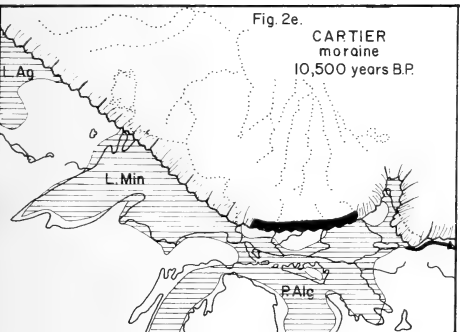 Fig. 2e.
CARTIER
moraine
10,500 years B.P.
L.Ag
L.Min
P.Alg